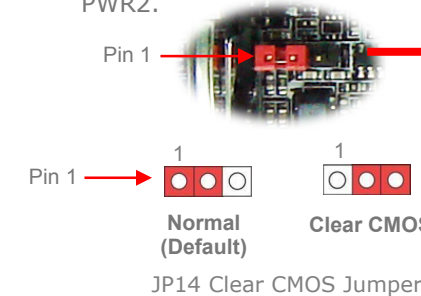 PWR2.
Pin 1
1
1
Pin 1
Normal
(Default)
Clear CMOS
JP14 Clear CMOS Jumper